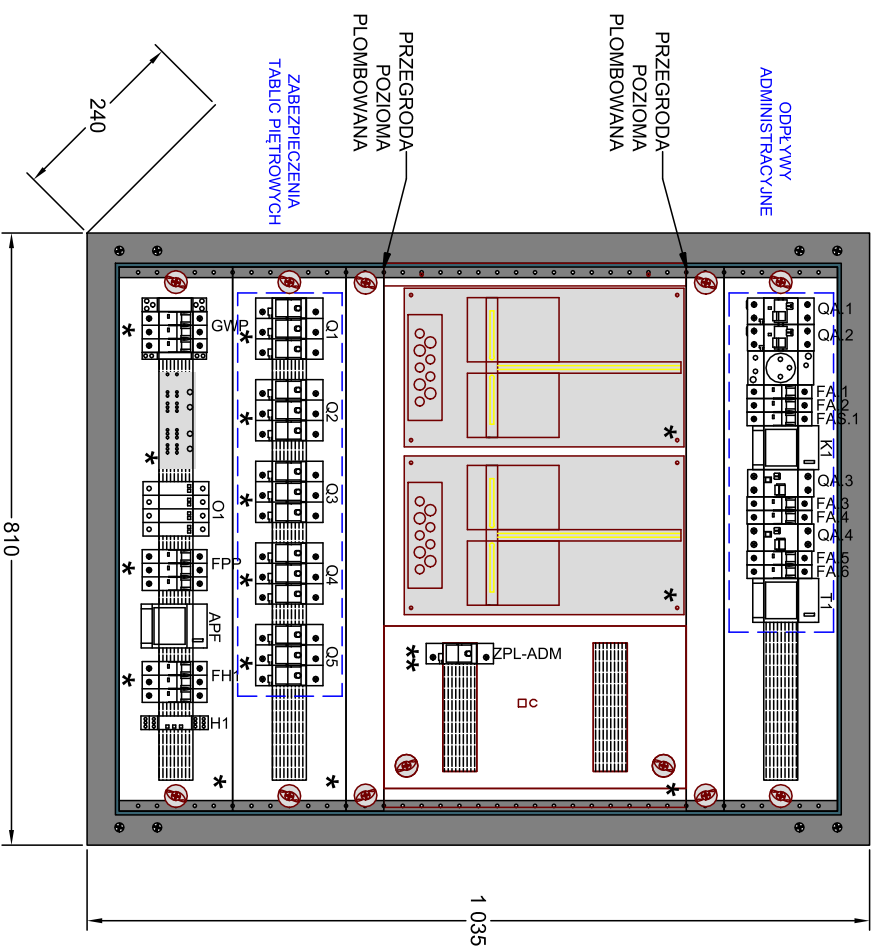 PRZEGRODA
POZIOMA
PLOMBOWANA
PRZEGRODA
POZIOMA
PLOMBOWANA
ODPŁYWY
ADMINISTRACYJNE
ZABEZPIECZENIA
TABLIC PIĘTROWYCH
240
810
1 035
QA.1
QA.2
FA.1
FA.2
FAS.1
K1
QA.3
FA.3
FA.4
QA.4
FA.5
FA.6
T1
ZPL-ADM
**
C
*
*
*
Q1
*
Q2
*
Q3
*
Q4
*
Q5
*
*
GWP
*
*
O1
FPP
*
APF
FH1
*
H1
*